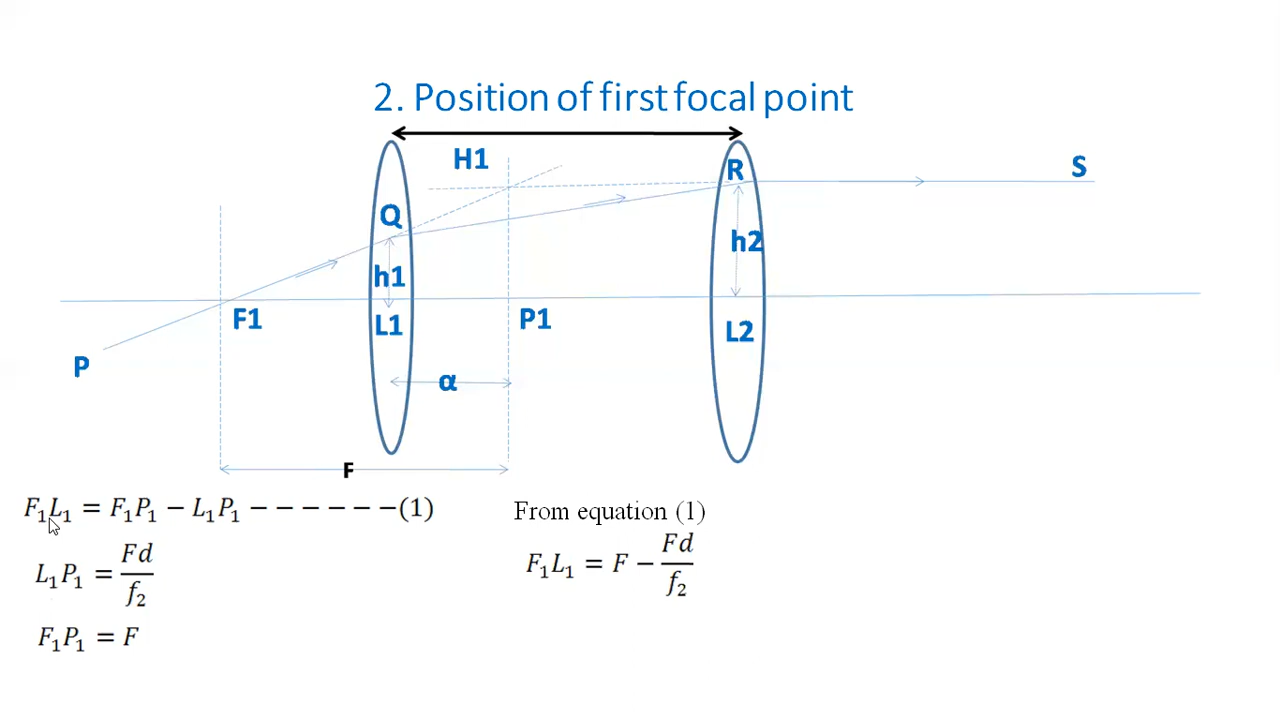 2. Position of first focal point
H1
R
S
Q
h2
h1
F1
L1
P1
L2
P
α
F
F₁L₁ = F₁P₁ − L₁P₁ − − − − − −(1)
L₁P₁ = Fd/f₂
F₁P₁ = F
From equation (1)
F₁L₁ = F − Fd/f₂